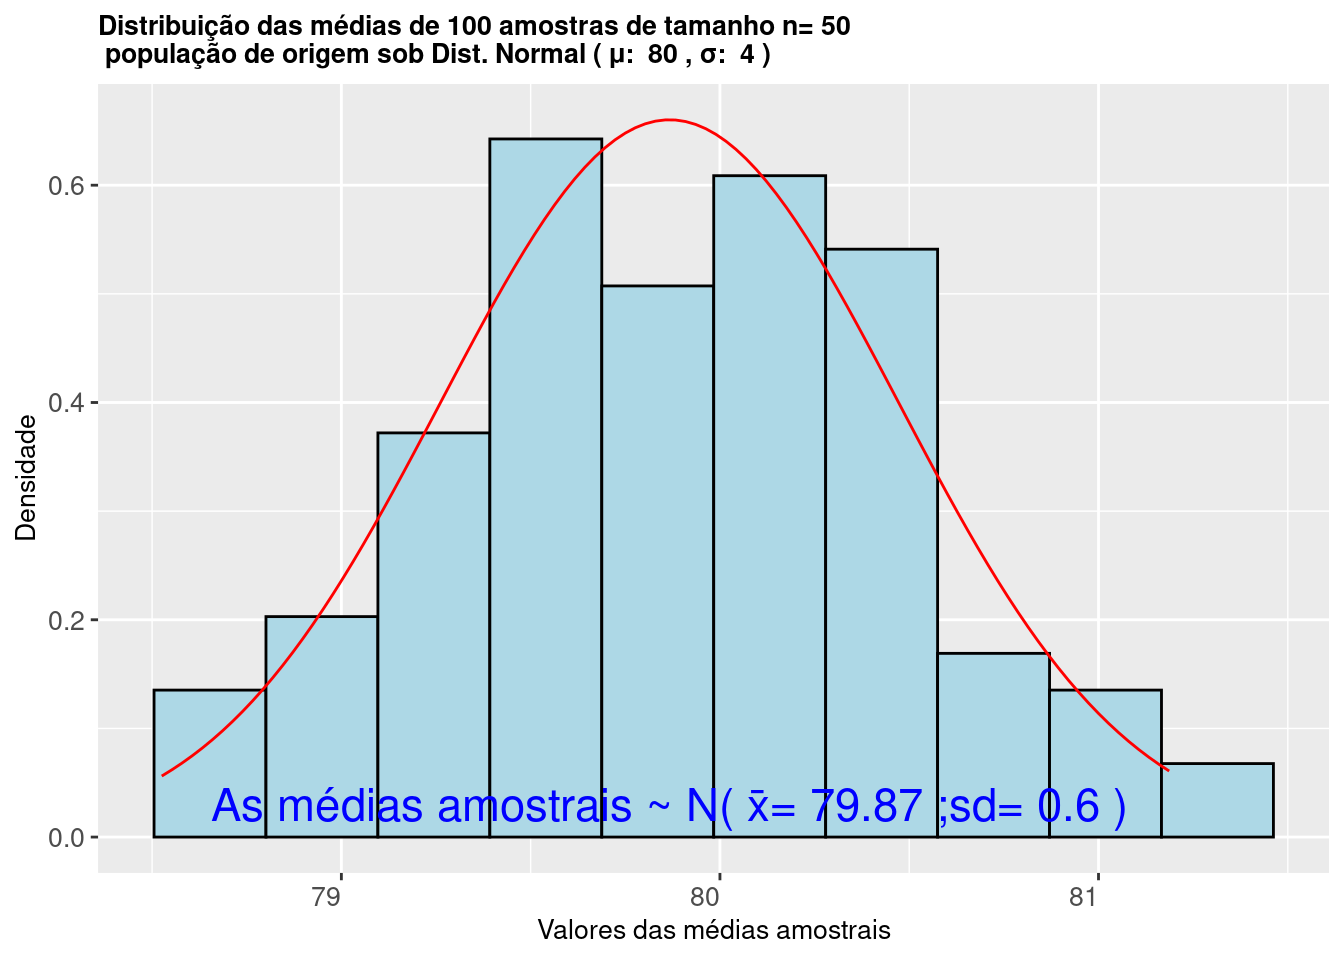 Distribuição das médias de 100 amostras de tamanho n= 50
população de origem sob Dist. Normal ( μ:  80 , σ:  4 )
Densidade
0.6
0.4
0.2
0.0
As médias amostrais ~ N( x̄= 79.87 ;sd= 0.6 )
79 80 81
Valores das médias amostrais